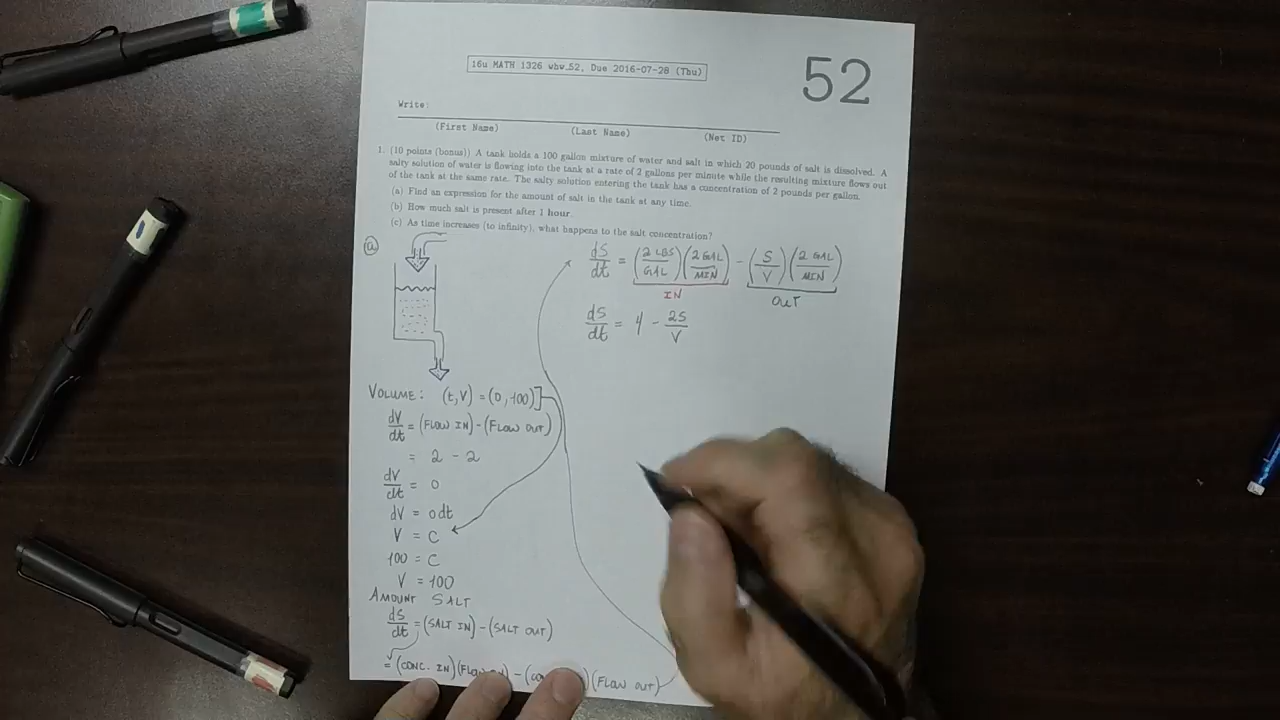 16u MATH 1326 whw_52, Due 2016-07-28 (Thu)
52
Write:
(First Name) (Last Name) (Net ID)
1. (10 points (bonus)) A tank holds a 100 gallon mixture of water and salt in which 20 pounds of salt is dissolved. A
salty solution of water is flowing into the tank at a rate of 2 gallons per minute while the resulting mixture flows out
of the tank at the same rate. The salty solution entering the tank has a concentration of 2 pounds per gallon.
(a) Find an expression for the amount of salt in the tank at any time.
(b) How much salt is present after 1 hour.
(c) As time increases (to infinity), what happens to the salt concentration?
a
VOLUME: (t,V) = (0,100)]
dV/dt = (FLOW IN) - (FLOW OUT)
= 2 - 2
dV/dt = 0
dV = 0dt
V = C
100 = C
V = 100
AMOUNT SALT
dS/dt = (SALT IN) - (SALT OUT)
= (CONC. IN)(FLOW IN) - (FLOW OUT)
dS/dt = (2 LBS/GAL)(2 GAL/MIN) - (S/V)(2 GAL/MIN)
IN OUT
dS/dt = 4 - 2S/V